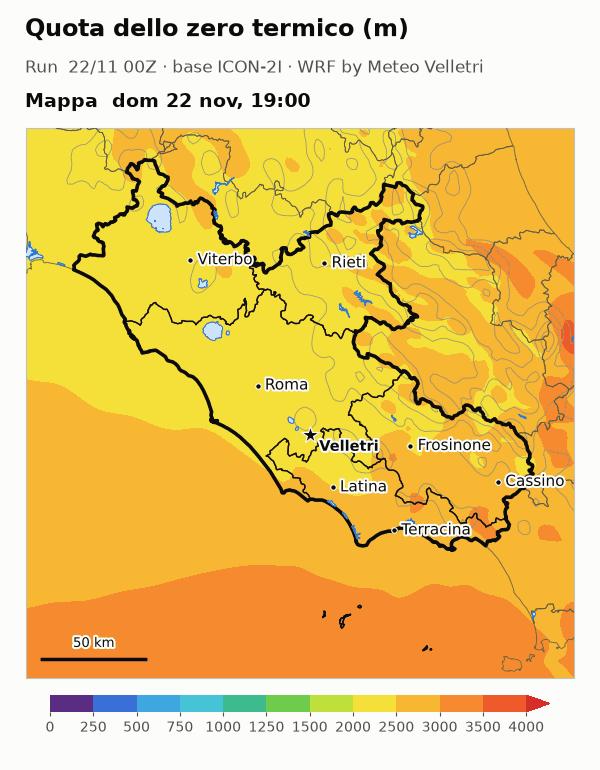 Quota dello zero termico (m)
Run 22/11 00Z · base ICON-2I · WRF by Meteo Velletri
Mappa dom 22 nov, 19:00
Viterbo
Rieti
Roma
Velletri
Frosinone
Cassino
Latina
Terracina
50 km
0 250 500 750 1000 1250 1500 2000 2500 3000 3500 4000